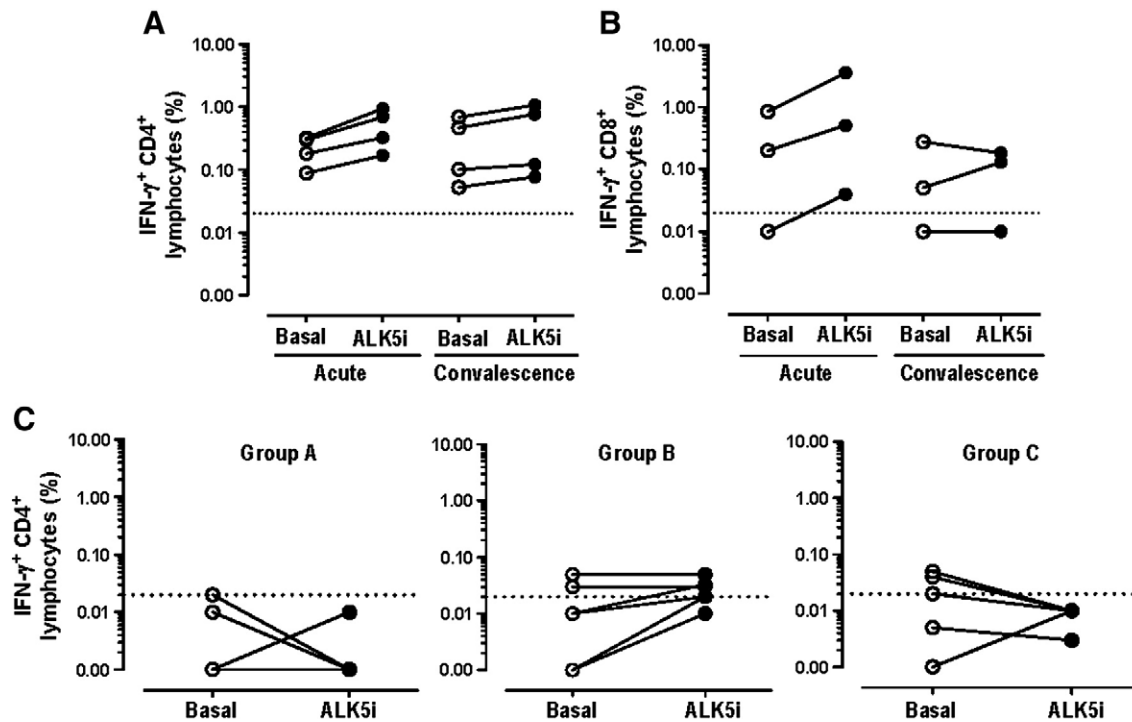 A
IFN-γ+ CD4+
lymphocytes (%)
10.00
1.00
0.10
0.01
0.00
Basal ALK5i Basal ALK5i
Acute Convalescence
B
IFN-γ+ CD8+
lymphocytes (%)
10.00
1.00
0.10
0.01
0.00
Basal ALK5i Basal ALK5i
Acute Convalescence
C
IFN-γ+ CD4+
lymphocytes (%)
Group A
10.00
1.00
0.10
0.01
0.00
Basal ALK5i
Group B
10.00
1.00
0.10
0.01
0.00
Basal ALK5i
Group C
10.00
1.00
0.10
0.01
0.00
Basal ALK5i